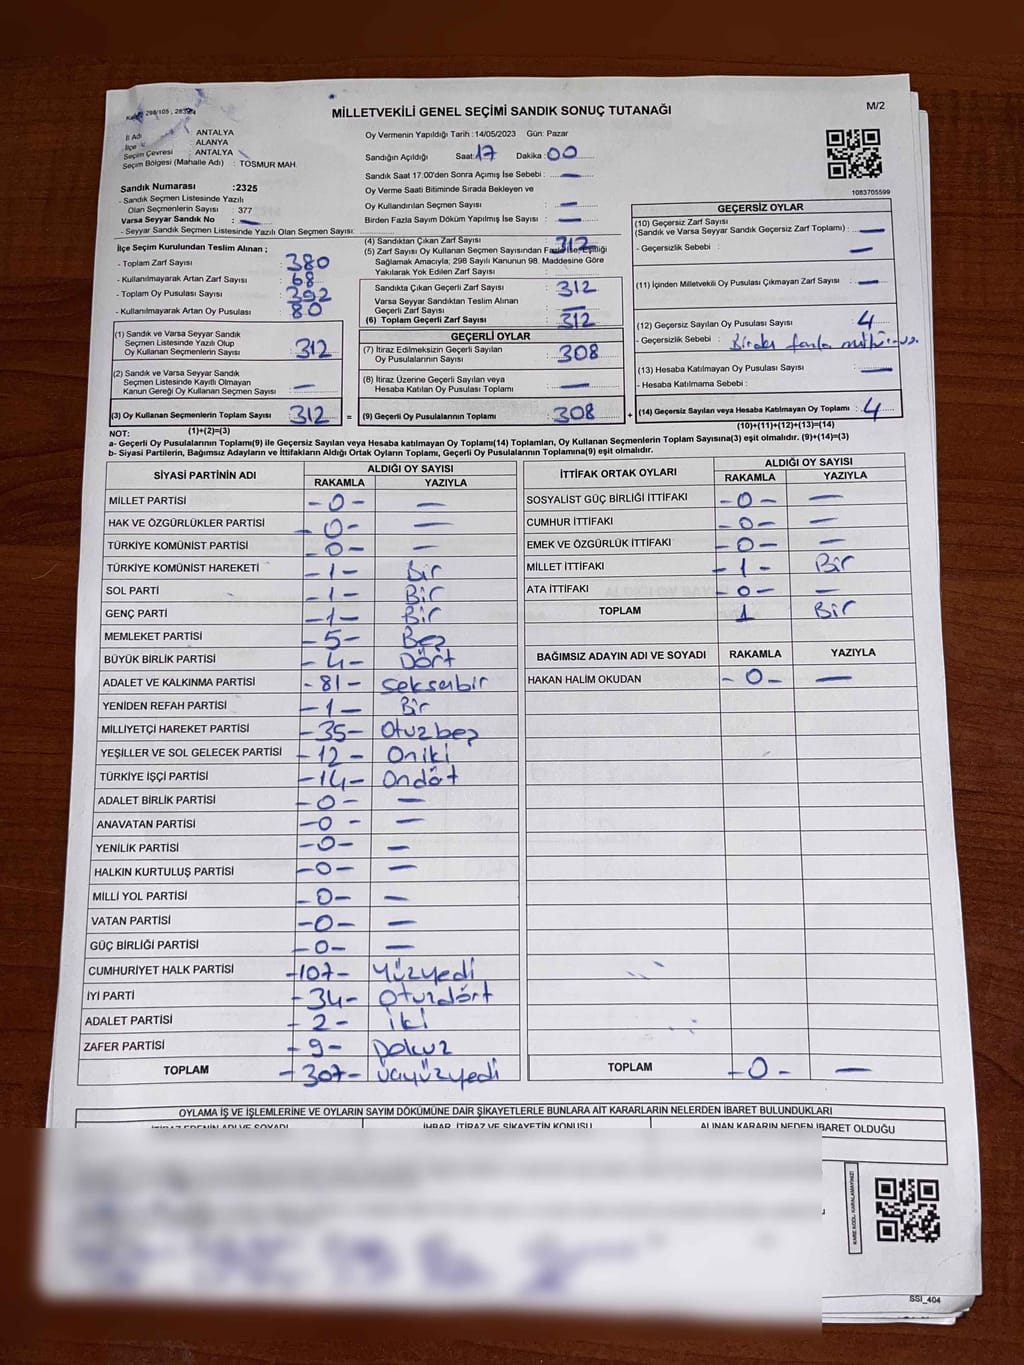 MİLLETVEKİLİ GENEL SEÇİMİ SANDIK SONUÇ TUTANAĞI
M/2
298/105
İl Adı ANTALYA
İlçe ALANYA
Seçim Çevresi ANTALYA
Seçim Bölgesi (Mahalle Adı) : TOSMUR MAH.
Sandık Numarası :2325
- Sandık Seçmen Listesinde Yazılı
Olan Seçmenlerin Sayısı : 377
Varsa Seyyar Sandık No : —
- Seyyar Sandık Seçmen Listesinde Yazılı Olan Seçmen Sayısı:
Oy Vermenin Yapıldığı Tarih : 14/05/2023 Gün: Pazar
Sandığın Açıldığı Saat: 17 Dakika: 00
Sandık Saat 17:00'den Sonra Açımış İse Sebebi : —
Oy Verme Saati Bitiminde Sırada Bekleyen ve
Oy Kullandırılan Seçmen Sayısı : —
Birden Fazla Sayım Döküm Yapılmış İse Sayısı : —
1083705599
İlçe Seçim Kurulundan Teslim Alınan ;
- Toplam Zarf Sayısı : 380
- Kullanılmayarak Artan Zarf Sayısı : 68
- Toplam Oy Pusulası Sayısı : 392
- Kullanılmayarak Artan Oy Pusulası : 80
(1) Sandık ve Varsa Seyyar Sandık
Seçmen Listesinde Yazılı Olup
Oy Kullanan Seçmenlerin Sayısı : 312
(2) Sandık ve Varsa Seyyar Sandık
Seçmen Listesinde Kayıtlı Olmayan
Kanun Gereği Oy Kullanan Seçmen Sayısı : —
(3) Oy Kullanan Seçmenlerin Toplam Sayısı : 312 =
(1)+(2)=(3)
(4) Sandıktan Çıkan Zarf Sayısı : 312
(5) Zarf Sayısı Oy Kullanan Seçmen Sayısından Fazla İse, Eşitliği
Sağlamak Amacıyla; 298 Sayılı Kanunun 98. Maddesine Göre
Yakılarak Yok Edilen Zarf Sayısı :
Sandıkta Çıkan Geçerli Zarf Sayısı : 312
Varsa Seyyar Sandıktan Teslim Alınan
Geçerli Zarf Sayısı : —
(6) Toplam Geçerli Zarf Sayısı : 312
GEÇERLİ OYLAR
(7) İtiraz Edilmeksizin Geçerli Sayılan
Oy Pusulalarının Sayısı : 308
(8) İtiraz Üzerine Geçerli Sayılan veya
Hesaba Katılan Oy Pusulası Toplamı : —
(9) Geçerli Oy Pusulalarının Toplamı : 308 +
GEÇERSİZ OYLAR
(10) Geçersiz Zarf Sayısı
(Sandık ve Varsa Seyyar Sandık Geçersiz Zarf Toplamı) : —
- Geçersizlik Sebebi : —
(11) İçinden Milletvekili Oy Pusulası Çıkmayan Zarf Sayısı : —
(12) Geçersiz Sayılan Oy Pusulası Sayısı : 4
- Geçersizlik Sebebi : Birden fazla
(13) Hesaba Katılmayan Oy Pusulası Sayısı : —
- Hesaba Katılmama Sebebi :
(14) Geçersiz Sayılan veya Hesaba Katılmayan Oy Toplamı : 4
(10)+(11)+(12)+(13)=(14)
NOT:
a- Geçerli Oy Pusulalarının Toplamı(9) ile Geçersiz Sayılan veya Hesaba katılmayan Oy Toplamı(14) Toplamları, Oy Kullanan Seçmenlerin Toplam Sayısına(3) eşit olmalıdır. (9)+(14)=(3)
b- Siyasi Partilerin, Bağımsız Adayların ve İttifakların Aldığı Ortak Oyların Toplamı, Geçerli Oy Pusulalarının Toplamına(9) eşit olmalıdır.
SİYASİ PARTİNİN ADI ALDIĞI OY SAYISI
RAKAMLA YAZIYLA
MİLLET PARTİSİ -0- —
HAK VE ÖZGÜRLÜKLER PARTİSİ -0- —
TÜRKİYE KOMÜNİST PARTİSİ -0- —
TÜRKİYE KOMÜNİST HAREKETİ -1- Bir
SOL PARTİ -1- Bir
GENÇ PARTİ -1- Bir
MEMLEKET PARTİSİ -5- Beş
BÜYÜK BİRLİK PARTİSİ -4- Dört
ADALET VE KALKINMA PARTİSİ -81- Seksenbir
YENİDEN REFAH PARTİSİ -1- Bir
MİLLİYETÇİ HAREKET PARTİSİ -35- Otuzbeş
YEŞİLLER VE SOL GELECEK PARTİSİ -12- Oniki
TÜRKİYE İŞÇİ PARTİSİ -14- Ondört
ADALET BİRLİK PARTİSİ -0- —
ANAVATAN PARTİSİ -0- —
YENİLİK PARTİSİ -0- —
HALKIN KURTULUŞ PARTİSİ -0- —
MİLLİ YOL PARTİSİ -0- —
VATAN PARTİSİ -0- —
GÜÇ BİRLİĞİ PARTİSİ -0- —
CUMHURİYET HALK PARTİSİ -107- Yüzyedi
İYİ PARTİ -34- Otuzdört
ADALET PARTİSİ -2- İki
ZAFER PARTİSİ -9- Dokuz
TOPLAM -307- Üçyüzyedi
İTTİFAK ORTAK OYLARI ALDIĞI OY SAYISI
RAKAMLA YAZIYLA
SOSYALİST GÜÇ BİRLİĞİ İTTİFAKI -0- —
CUMHUR İTTİFAKI -0- —
EMEK VE ÖZGÜRLÜK İTTİFAKI -0- —
MİLLET İTTİFAKI -1- Bir
ATA İTTİFAKI -0- —
TOPLAM 1 Bir
BAĞIMSIZ ADAYIN ADI VE SOYADI RAKAMLA YAZIYLA
HAKAN HALİM OKUDAN -0- —
TOPLAM -0- —
OYLAMA İŞ VE İŞLEMLERİNE VE OYLARIN SAYIM DÖKÜMÜNE DAİR ŞİKAYETLERLE BUNLARA AİT KARARLARIN NELERDEN İBARET BULUNDUKLARI
İTİRAZ EDENİN ADI VE SOYADI İHBAR, İTİRAZ VE ŞİKAYETİN KONUSU ALINAN KARARIN NEDEN İBARET OLDUĞU
KARE KODU KARALAMAYINIZ!
SSI_404